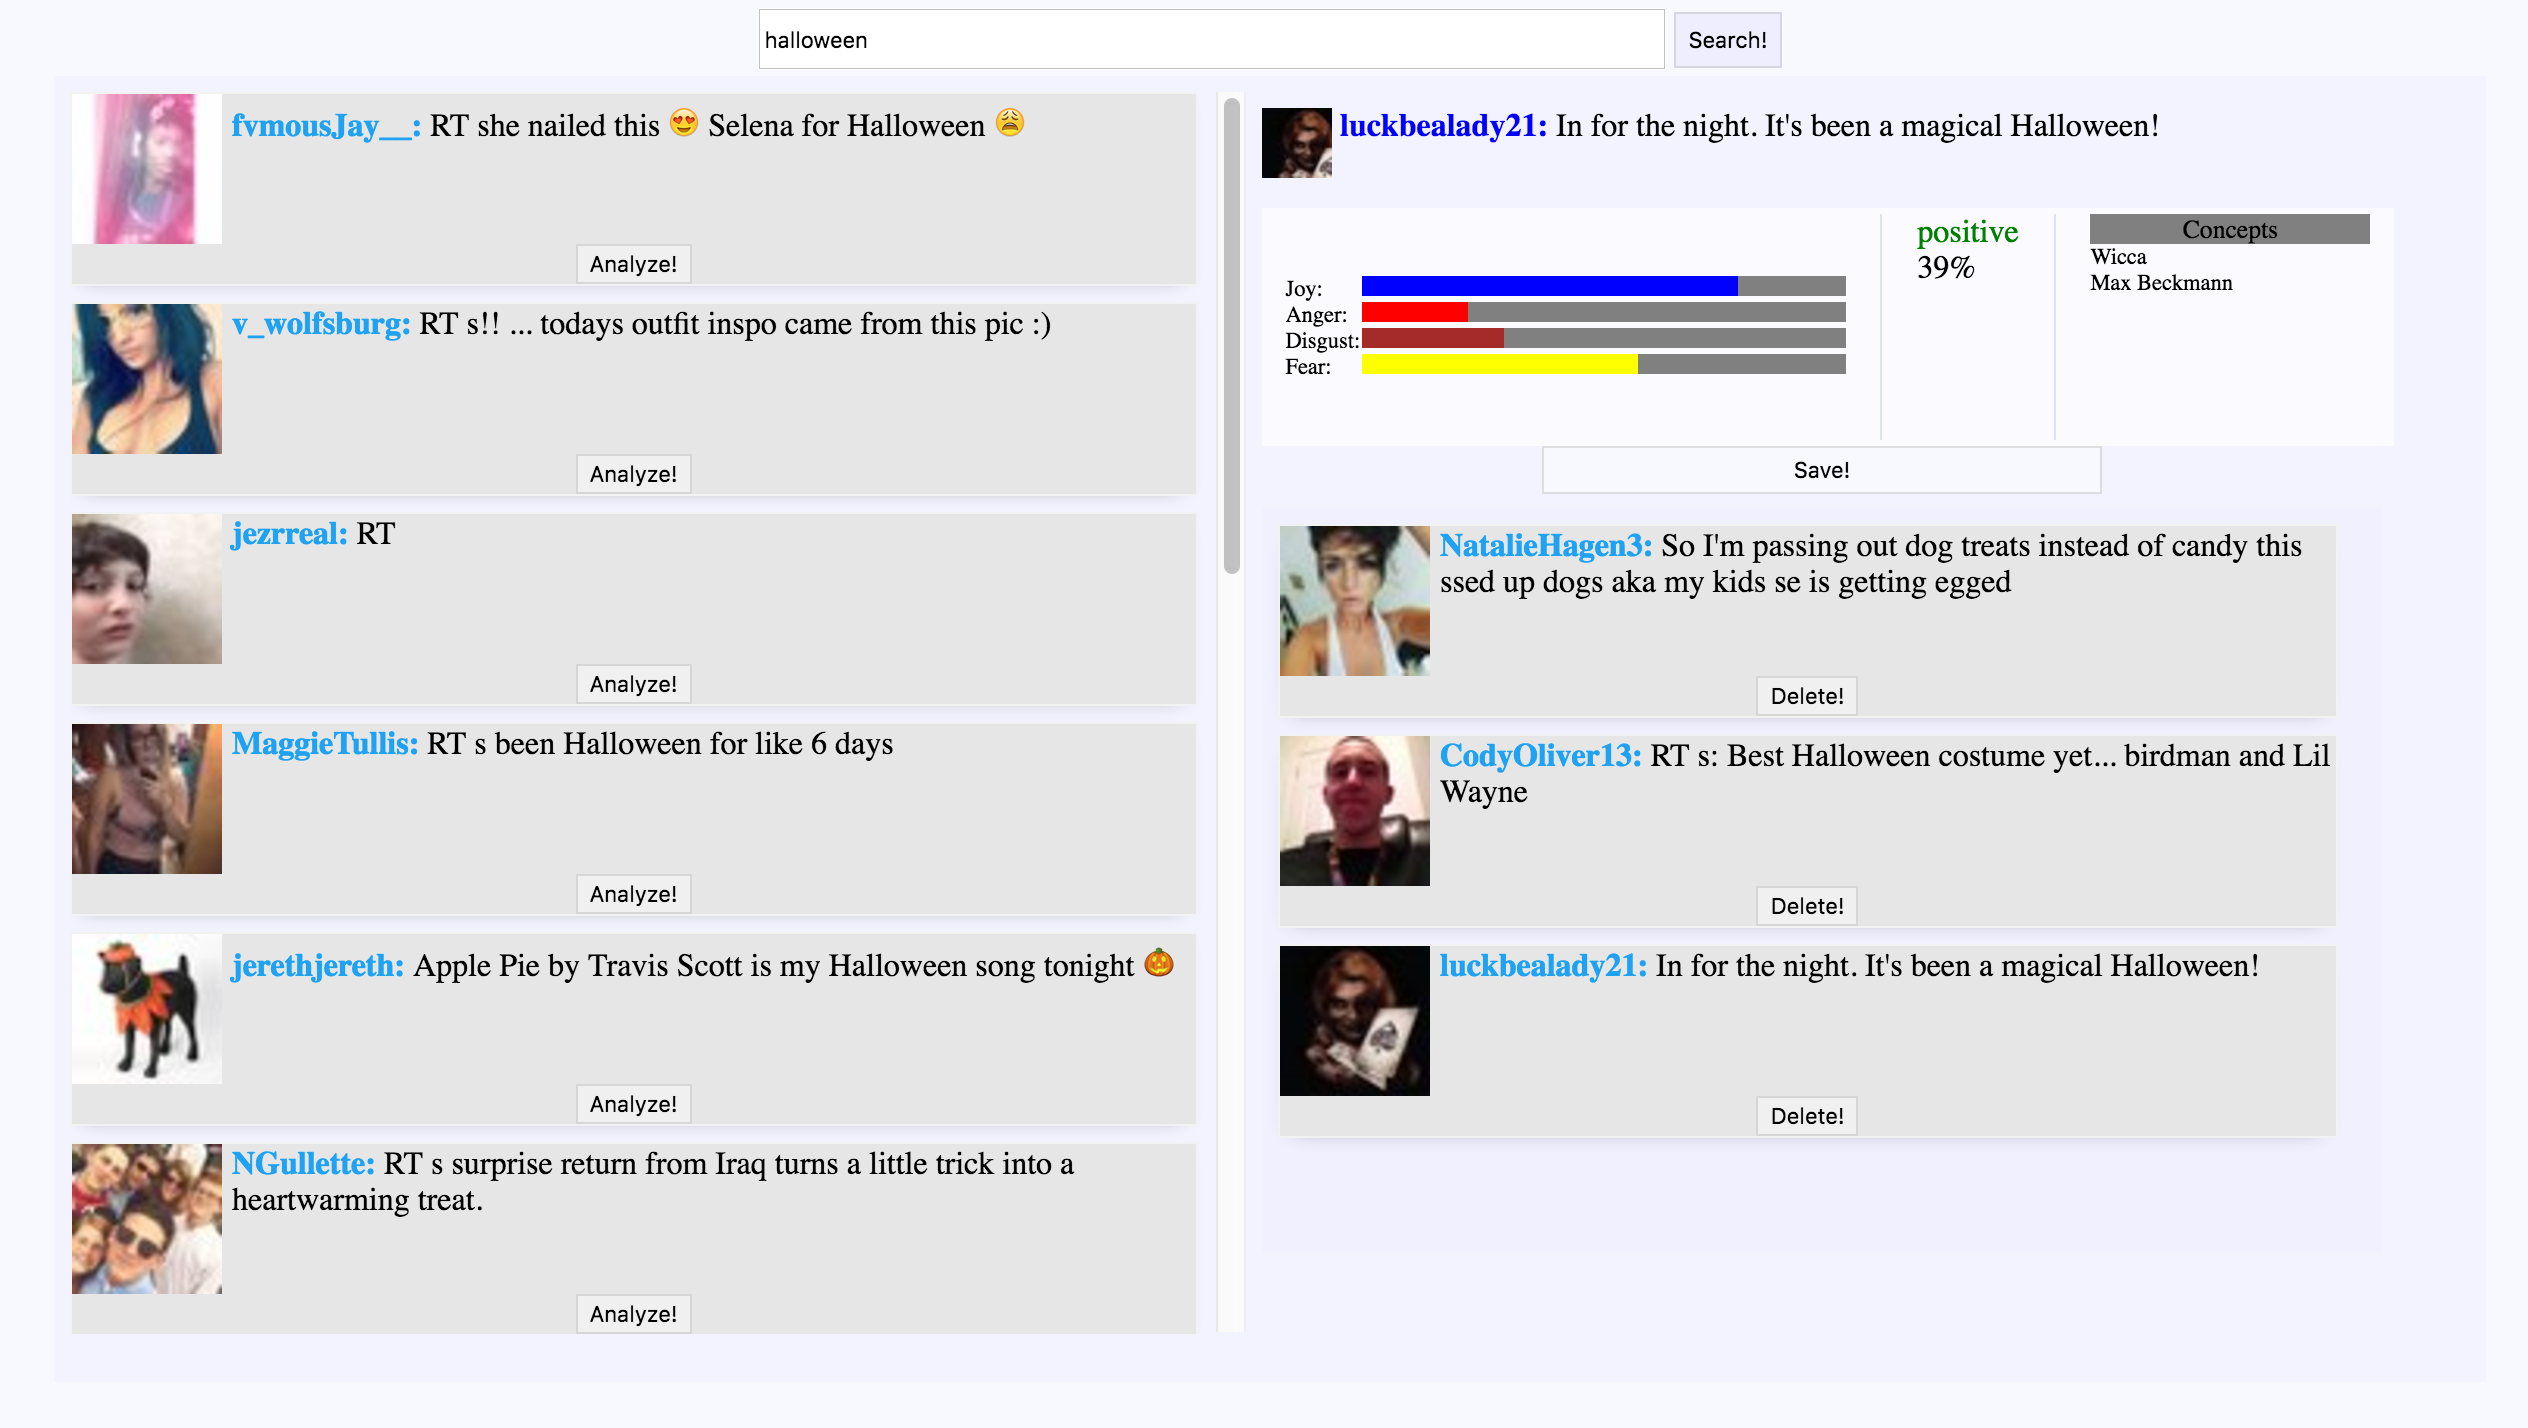 halloween
Search!
fvmousJay__: RT she nailed this 😍 Selena for Halloween 😩
Analyze!
v_wolfsburg: RT s!! ... todays outfit inspo came from this pic :)
Analyze!
jezrreal: RT
Analyze!
MaggieTullis: RT s been Halloween for like 6 days
Analyze!
jerethjereth: Apple Pie by Travis Scott is my Halloween song tonight 🎃
Analyze!
NGullette: RT s surprise return from Iraq turns a little trick into a
heartwarming treat.
Analyze!
luckbealady21: In for the night. It's been a magical Halloween!
Joy:
Anger:
Disgust:
Fear:
positive
39%
Concepts
Wicca
Max Beckmann
Save!
NatalieHagen3: So I'm passing out dog treats instead of candy this
ssed up dogs aka my kids se is getting egged
Delete!
CodyOliver13: RT s: Best Halloween costume yet... birdman and Lil
Wayne
Delete!
luckbealady21: In for the night. It's been a magical Halloween!
Delete!